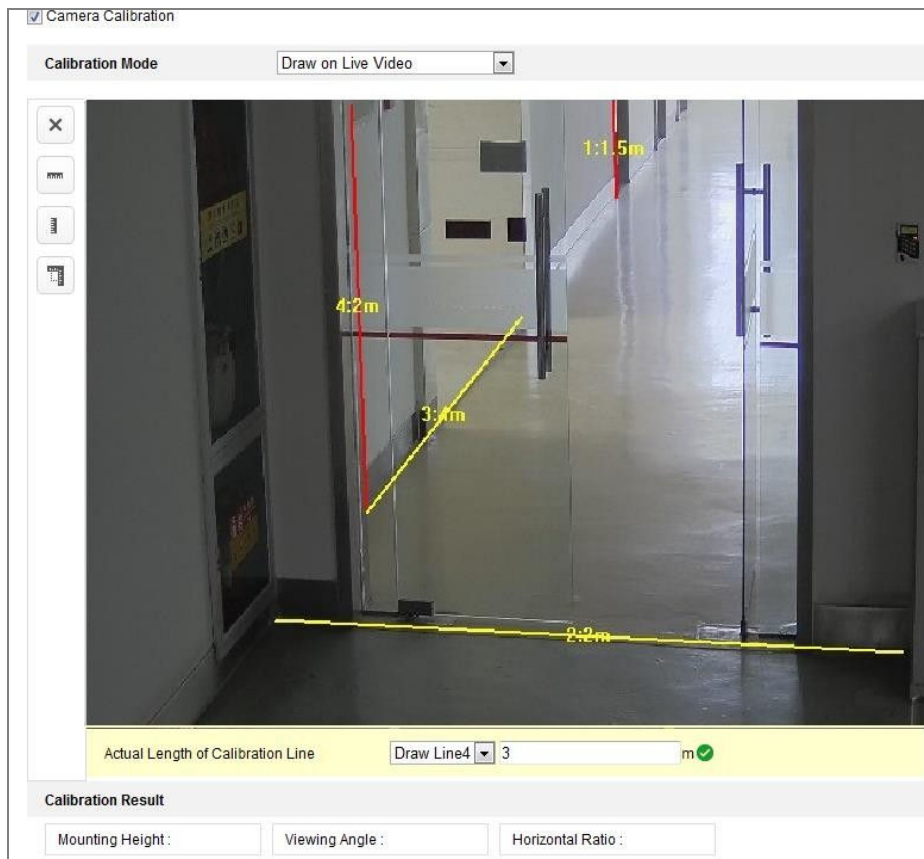 Camera Calibration
Calibration Mode
Draw on Live Video
1:1.5m
4:2m
3:4m
2:2m
Actual Length of Calibration Line
Draw Line4
3
m
Calibration Result
Mounting Height :
Viewing Angle :
Horizontal Ratio :